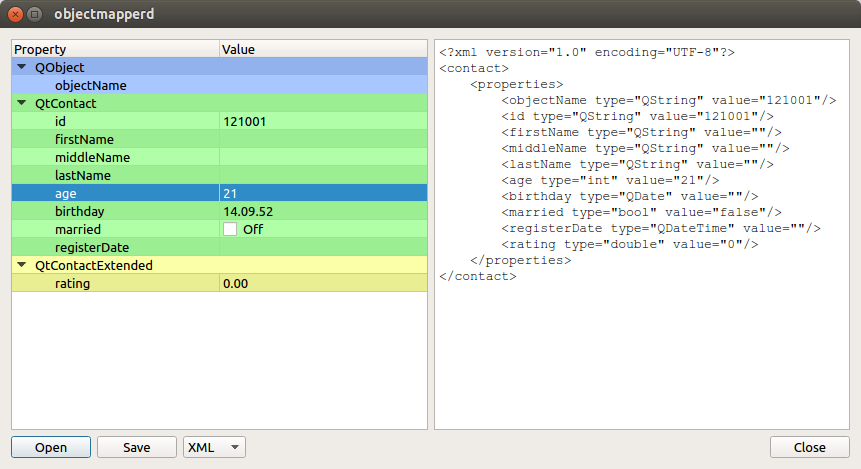 objectmapperd
Property Value
QObject
objectName
QtContact
id 121001
firstName
middleName
lastName
age 21
birthday 14.09.52
married Off
registerDate
QtContactExtended
rating 0.00
<?xml version="1.0" encoding="UTF-8"?>
<contact>
    <properties>
        <objectName type="QString" value="121001"/>
        <id type="QString" value="121001"/>
        <firstName type="QString" value=""/>
        <middleName type="QString" value=""/>
        <lastName type="QString" value=""/>
        <age type="int" value="21"/>
        <birthday type="QDate" value=""/>
        <married type="bool" value="false"/>
        <registerDate type="QDateTime" value=""/>
        <rating type="double" value="0"/>
    </properties>
</contact>
Open Save XML Close